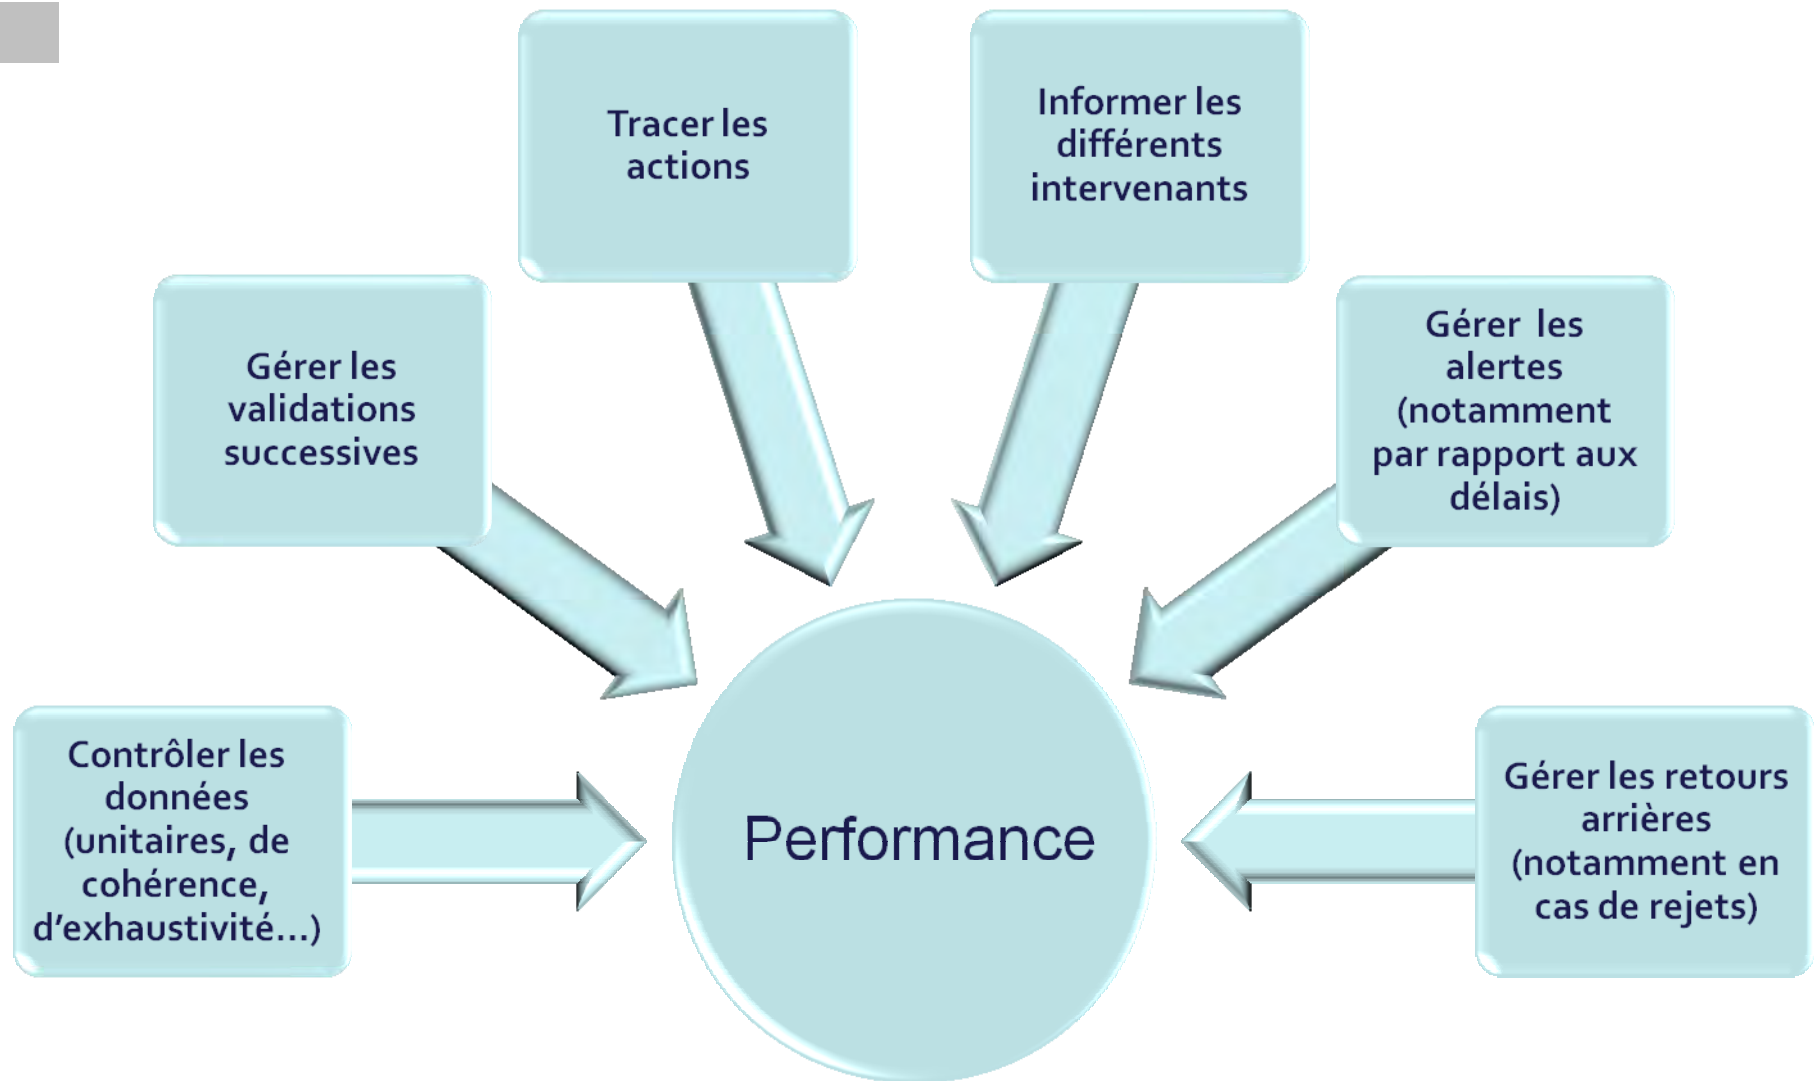 Tracer les
actions
Informer les
différents
intervenants
Gérer les
validations
successives
Gérer les
alertes
(notamment
par rapport aux
délais)
Contrôler les
données
(unitaires, de
cohérence,
d’exhaustivité...)
Performance
Gérer les retours
arrières
(notamment en
cas de rejets)